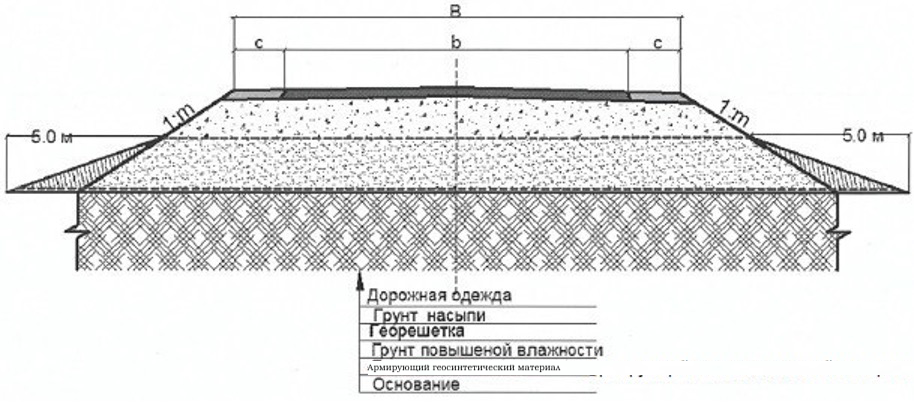 B
c b c
1:m 1:m
5.0 м 5.0 м
Дорожная одежда
Грунт насыпи
Георешетка
Грунт повышеной влажности
Армирующий геосинтетический материал
Основание